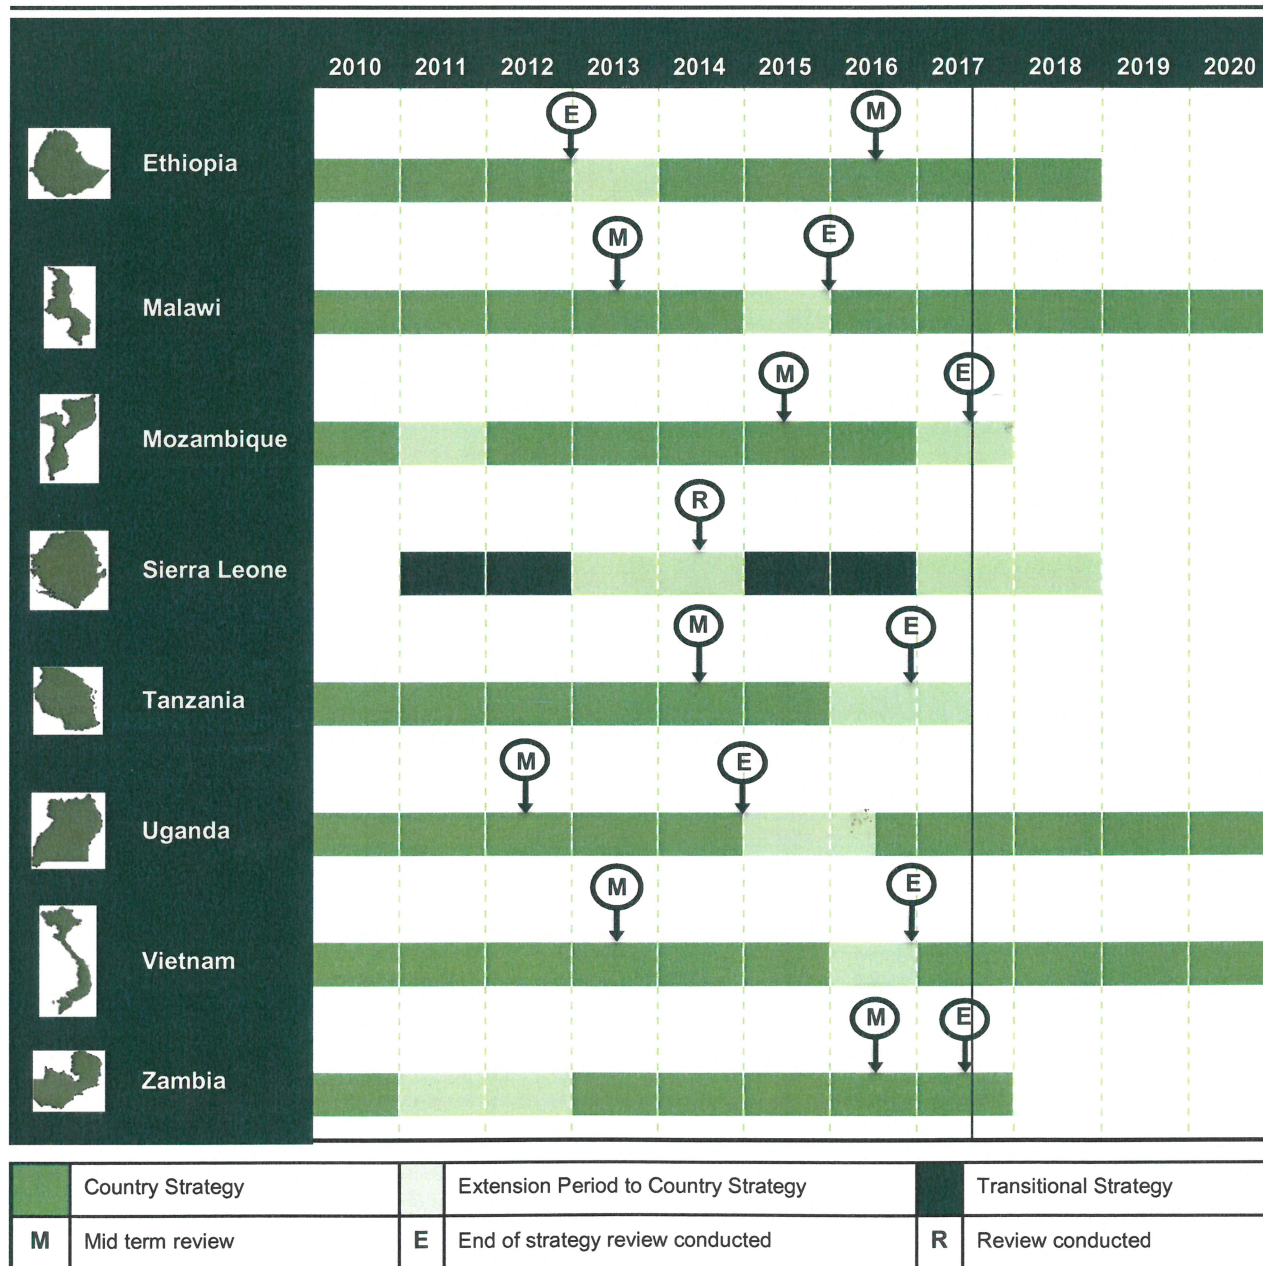 2010 2011 2012 2013 2014 2015 2016 2017 2018 2019 2020
E M
Ethiopia
M E
Malawi
M E
Mozambique
R
Sierra Leone
M E
Tanzania
M E
Uganda
M E
Vietnam
M E
Zambia
Country Strategy Extension Period to Country Strategy Transitional Strategy
M Mid term review E End of strategy review conducted R Review conducted